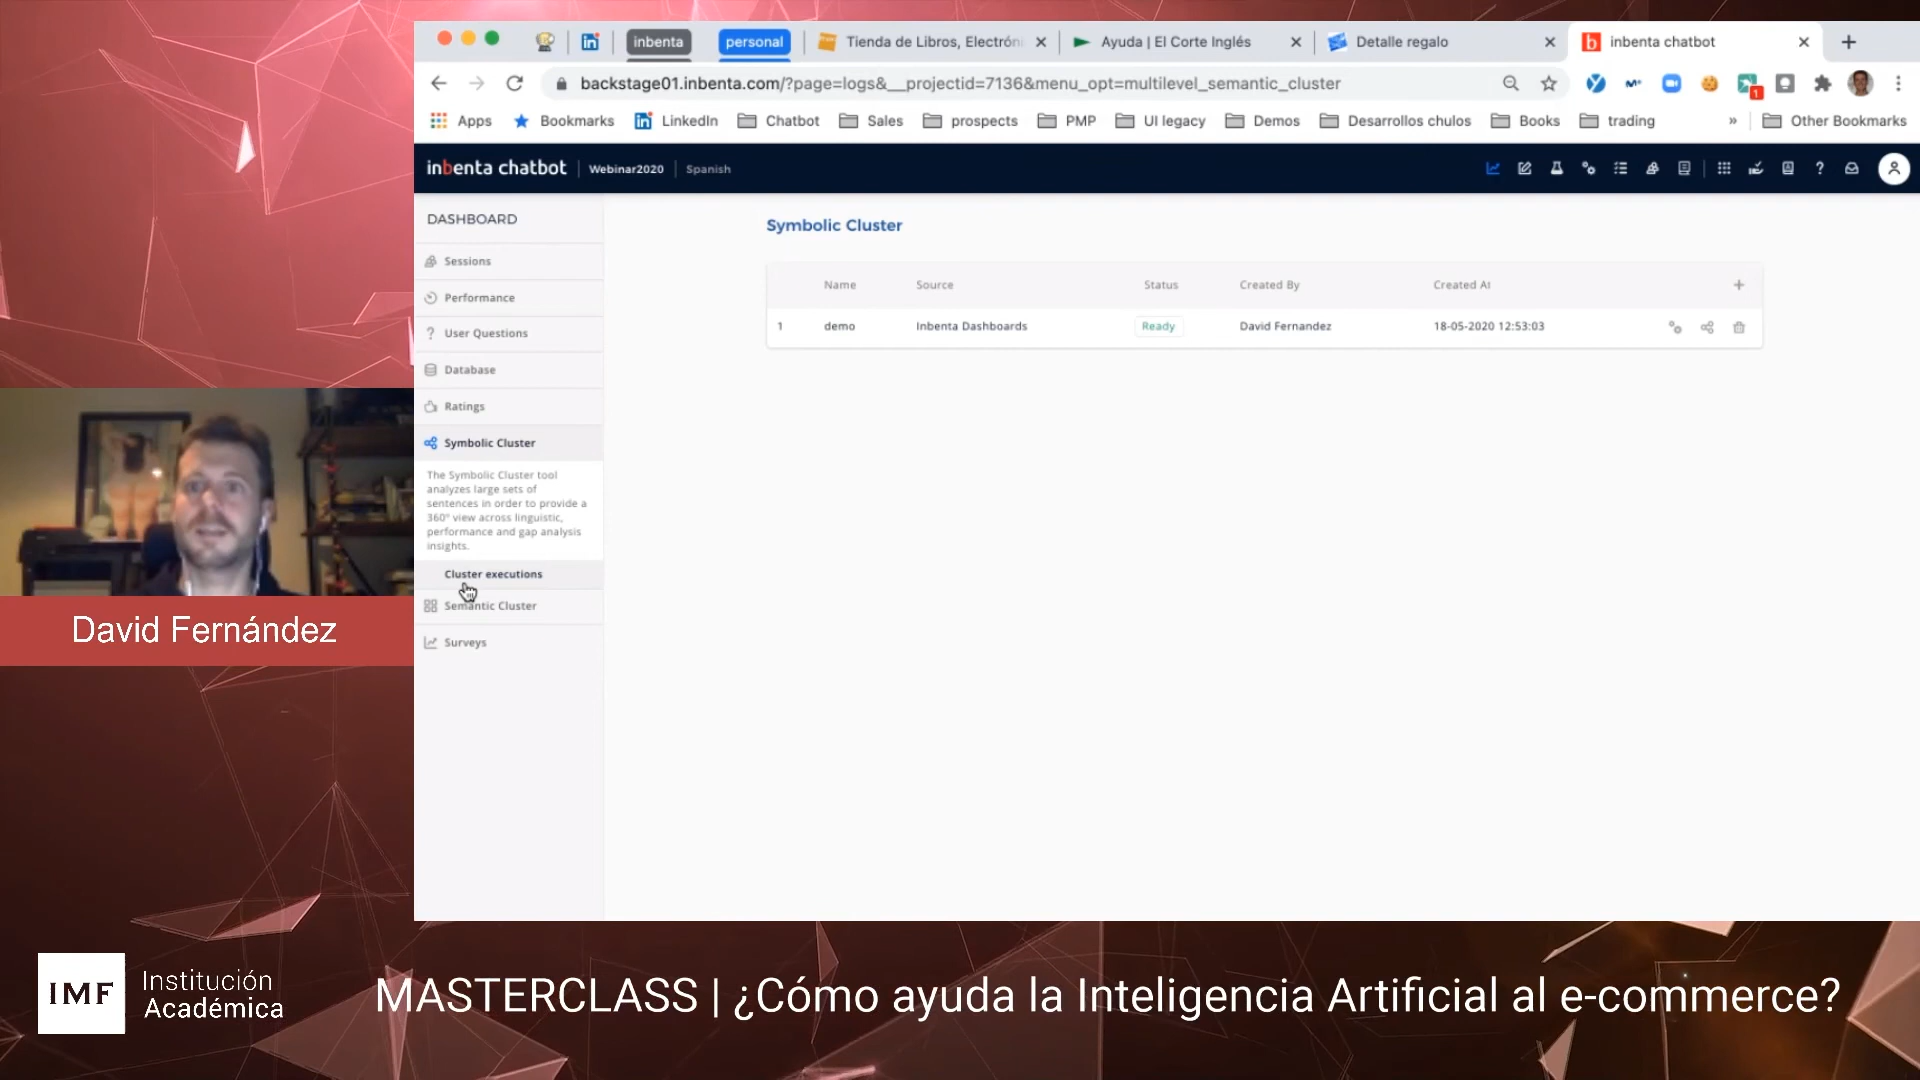 inbenta
personal
Tienda de Libros, Electróni
Ayuda | El Corte Inglés
Detalle regalo
inbenta chatbot
backstage01.inbenta.com/?page=logs&__projectid=7136&menu_opt=multilevel_semantic_cluster
1
Apps
Bookmarks
LinkedIn
Chatbot
Sales
prospects
PMP
UI legacy
Demos
Desarrollos chulos
Books
trading
»
Other Bookmarks
inbenta chatbot
Webinar2020
Spanish
DASHBOARD
Sessions
Performance
User Questions
Database
Ratings
Symbolic Cluster
The Symbolic Cluster tool
analyzes large sets of
sentences in order to provide a
360º view across linguistic,
performance and gap analysis
insights.
Cluster executions
Semantic Cluster
Surveys
Symbolic Cluster
Name Source Status Created By Created At
1 demo Inbenta Dashboards Ready David Fernandez 18-05-2020 12:53:03
David Fernández
IMF
Institución
Académica
MASTERCLASS | ¿Cómo ayuda la Inteligencia Artificial al e-commerce?